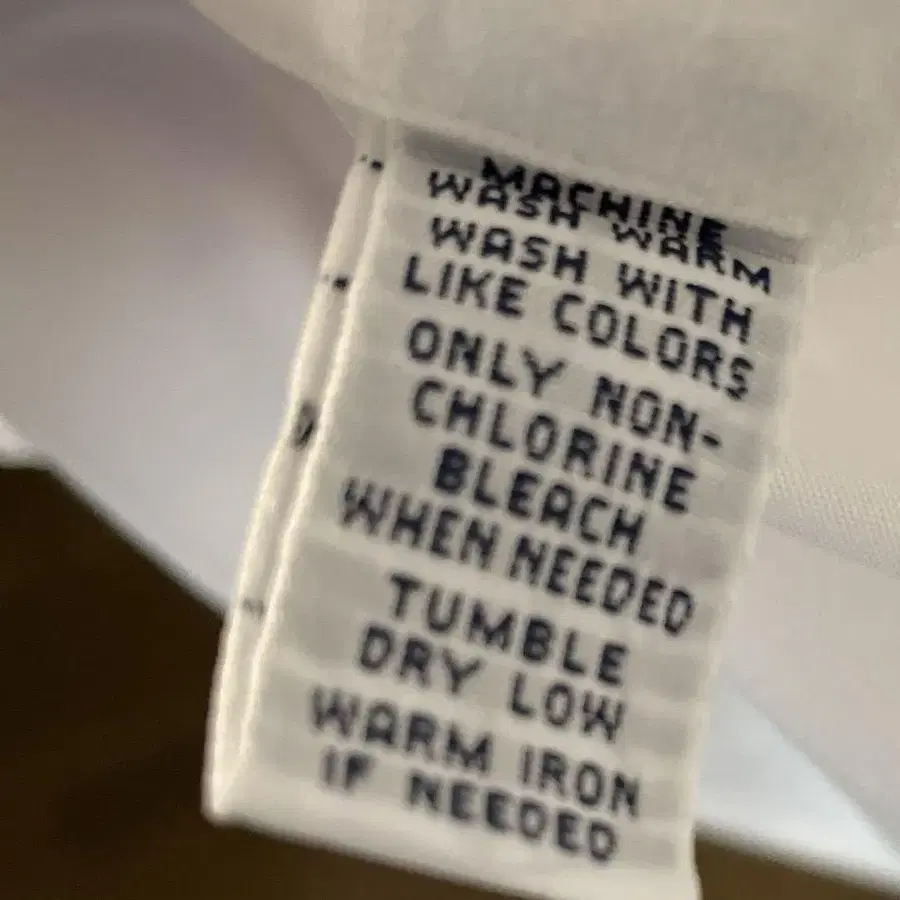 MACHINE
WASH WARM
WASH WITH
LIKE COLORS
ONLY NON-
CHLORINE
BLEACH
WHEN NEEDED
TUMBLE
DRY LOW
WARM IRON
IF NEEDED